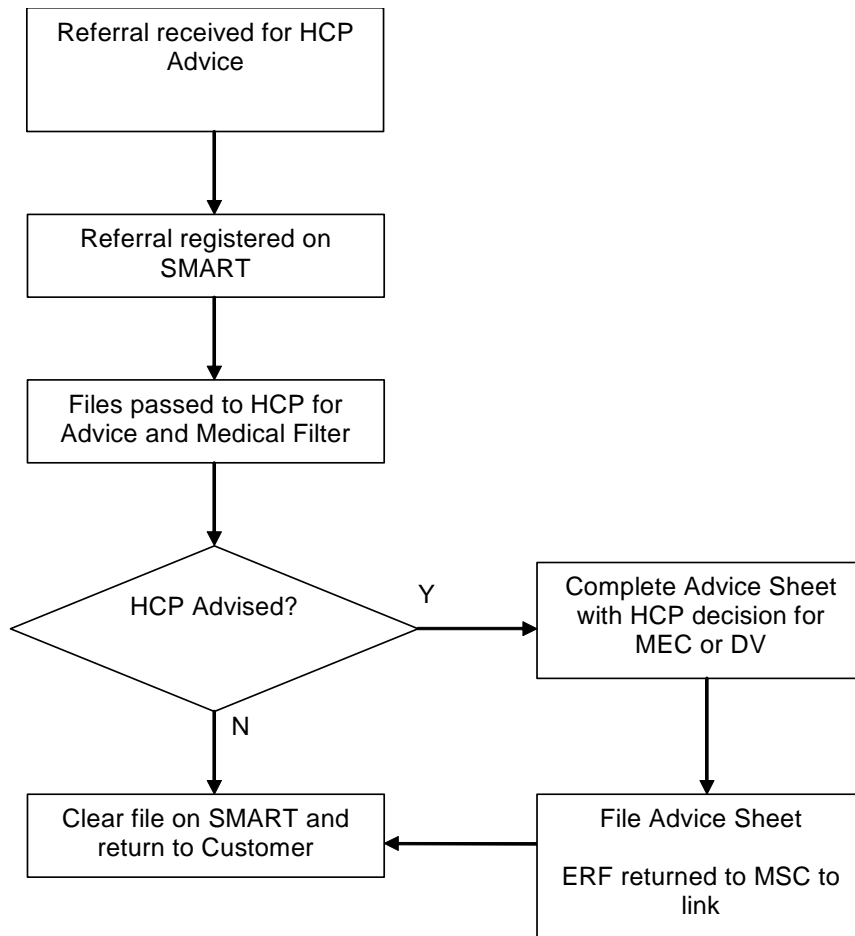 Referral received for HCP
Advice
Referral registered on
SMART
Files passed to HCP for
Advice and Medical Filter
HCP Advised?
Y
Complete Advice Sheet
with HCP decision for
MEC or DV
N
Clear file on SMART and
return to Customer
File Advice Sheet
ERF returned to MSC to
link